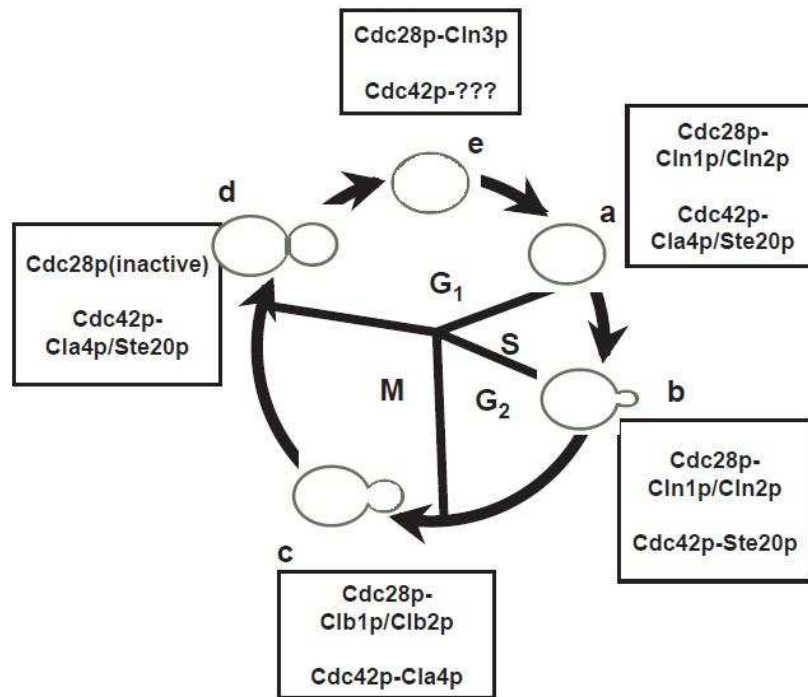 Cdc28p-Cln3p
Cdc42p-???
e
Cdc28p-
Cln1p/Cln2p
Cdc42p-
Cla4p/Ste20p
a
d
Cdc28p(inactive)
Cdc42p-
Cla4p/Ste20p
G1
S
G2
M
b
Cdc28p-
Cln1p/Cln2p
Cdc42p-Ste20p
c
Cdc28p-
Clb1p/Clb2p
Cdc42p-Cla4p